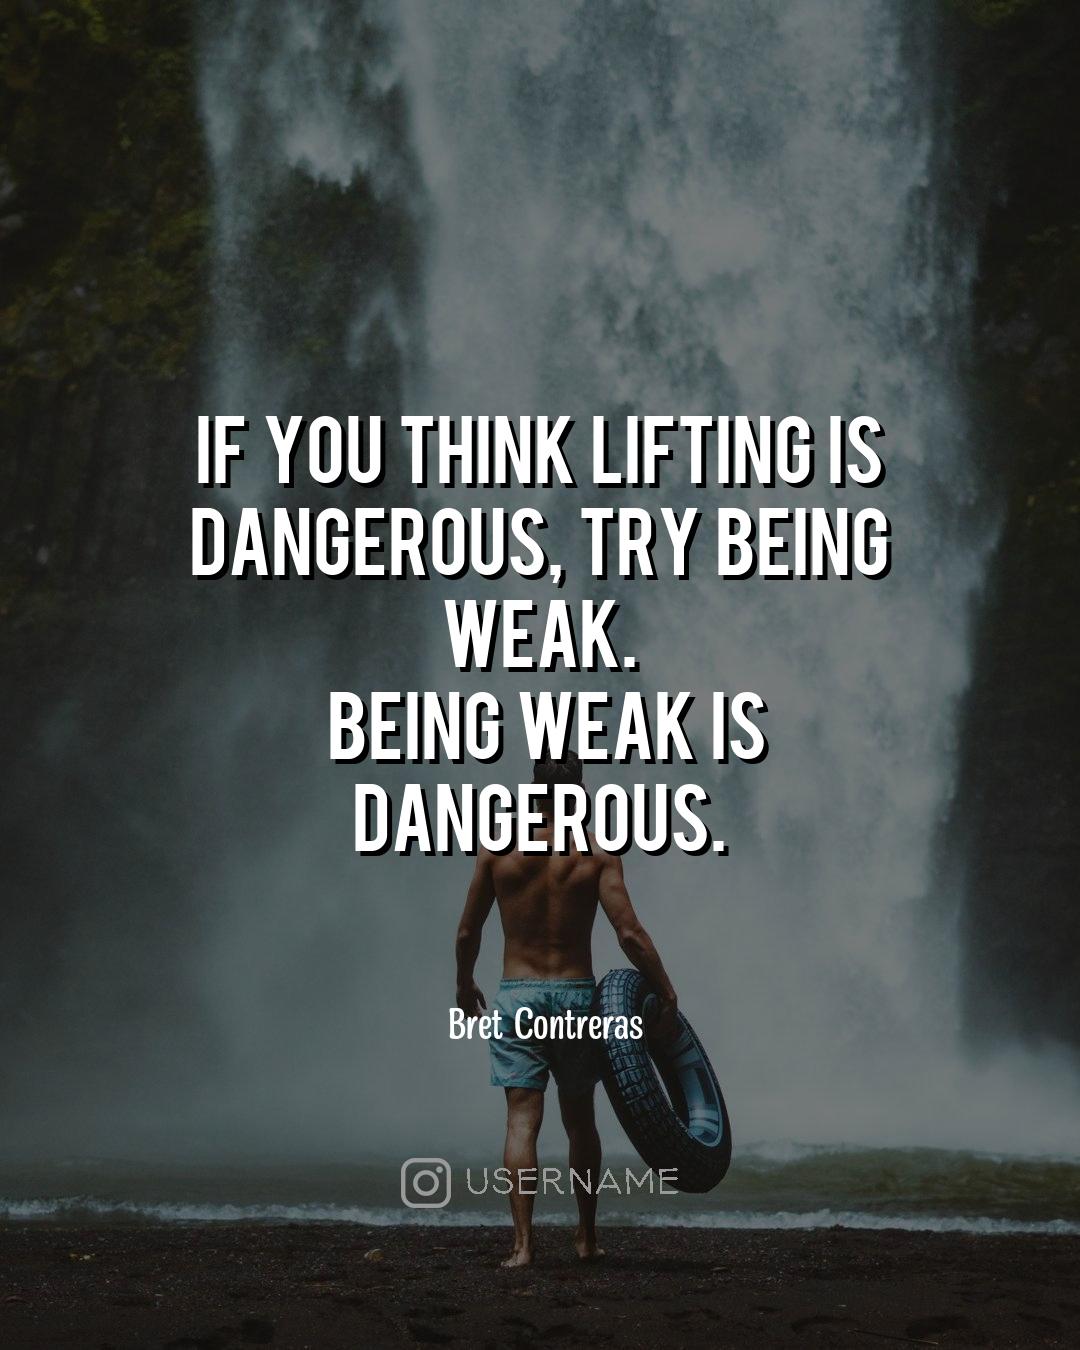 IF YOU THINK LIFTING IS
DANGEROUS, TRY BEING
WEAK.
BEING WEAK IS
DANGEROUS.
Bret Contreras
USERNAME